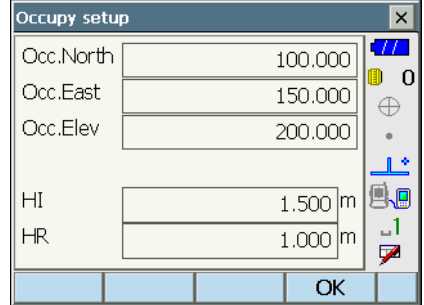 Occupy setup
Occ.North 100.000
0
Occ.East 150.000
Occ.Elev 200.000
HI 1.500 m
HR 1.000 m
1
OK